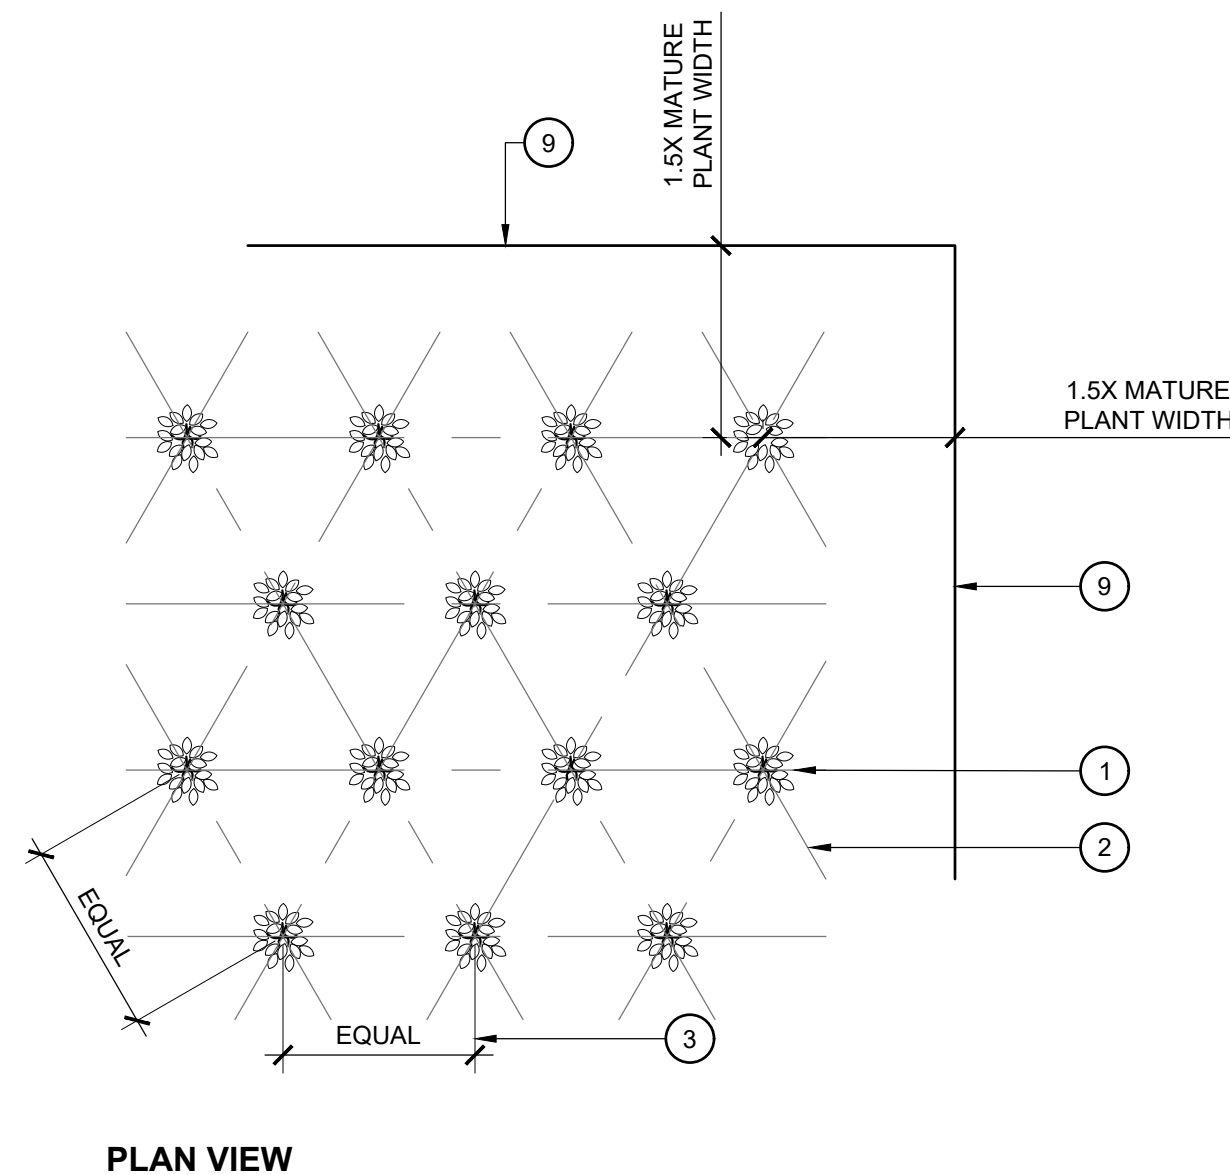 1.5X MATURE
PLANT WIDTH
9
1.5X MATURE
PLANT WIDTH
9
1
2
EQUAL
EQUAL
3
PLAN VIEW